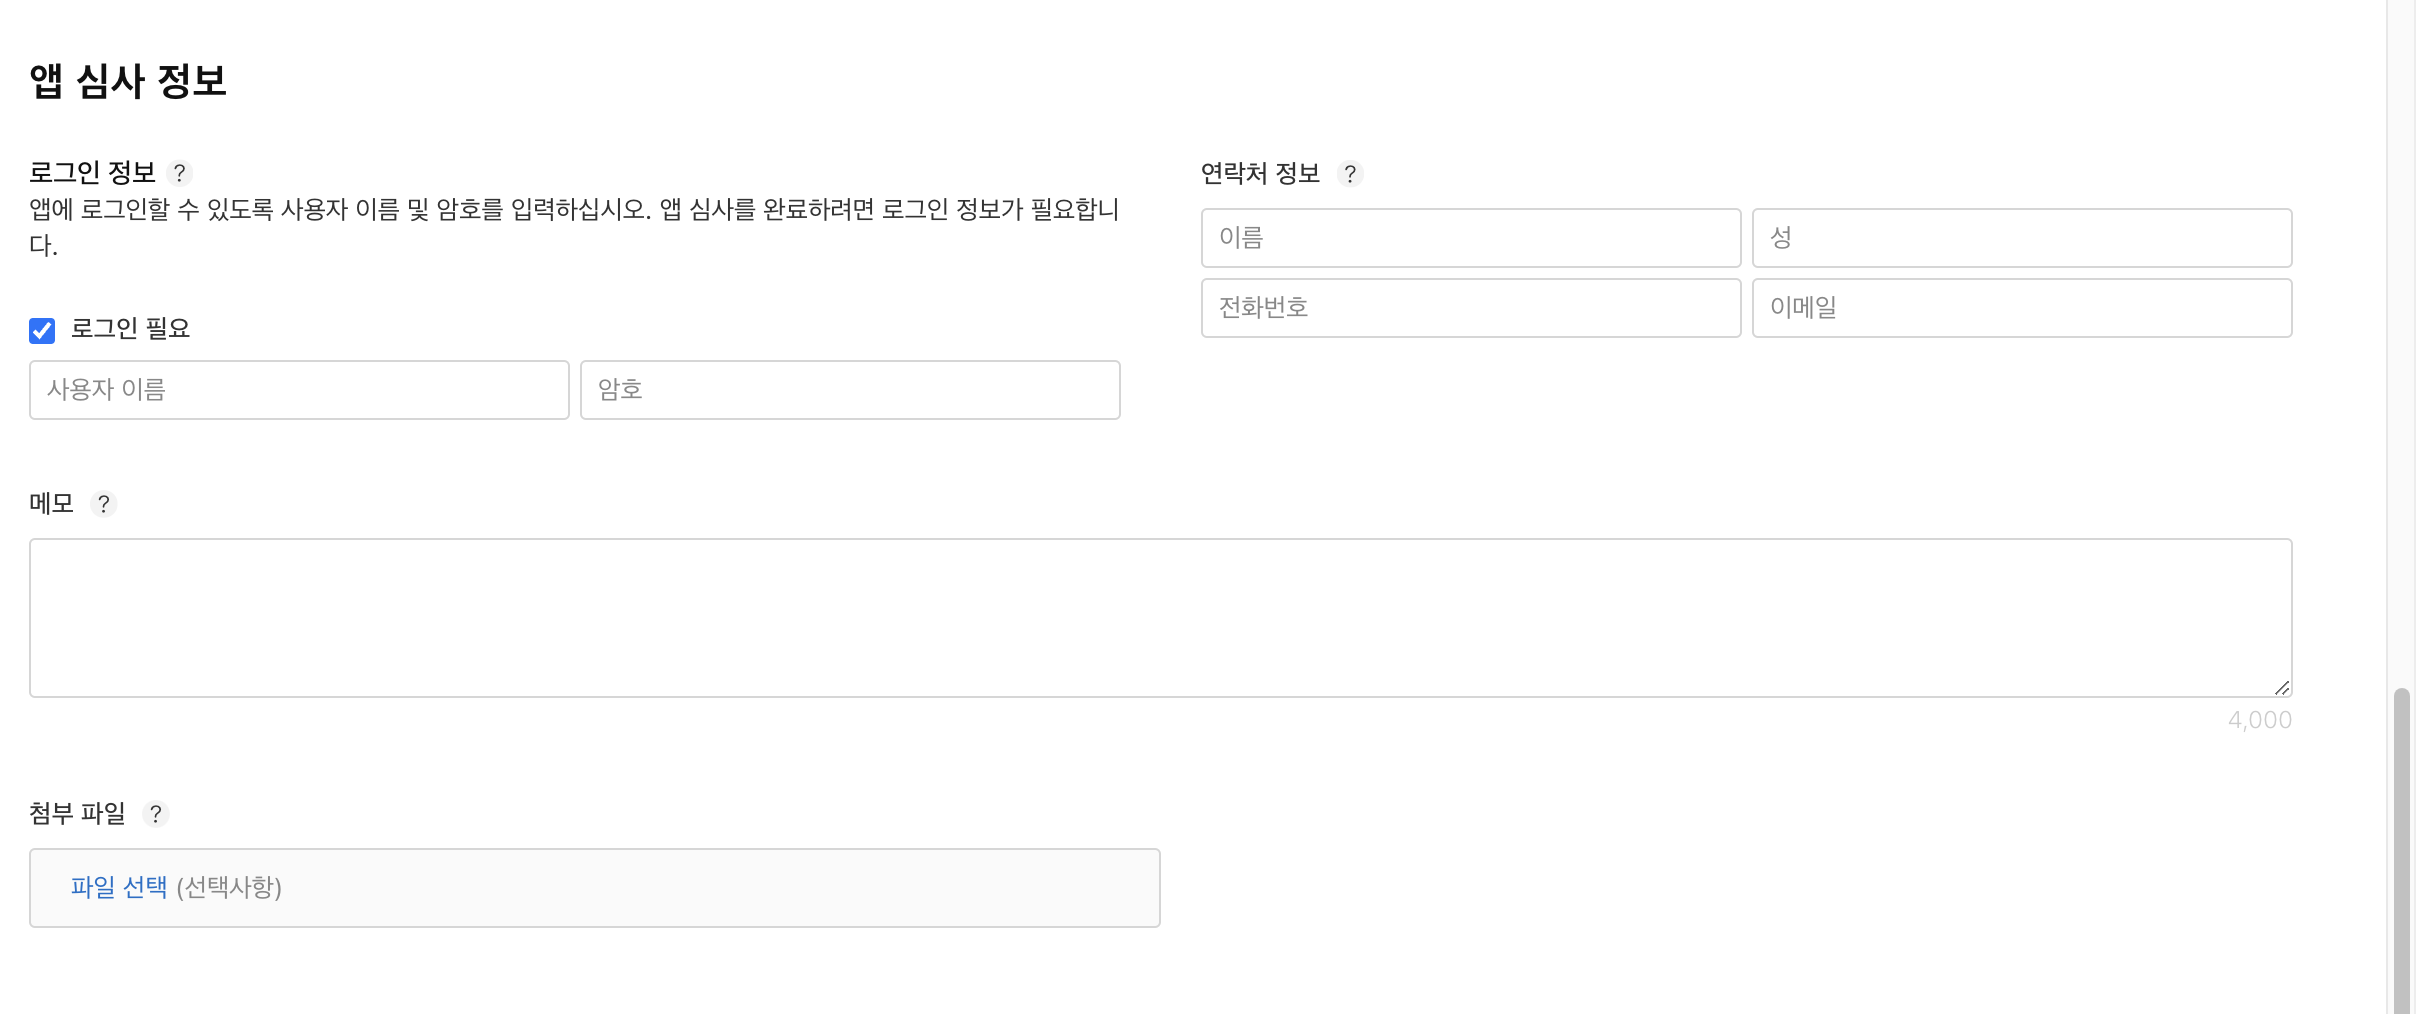 앱 심사 정보
로그인 정보 ?
앱에 로그인할 수 있도록 사용자 이름 및 암호를 입력하십시오. 앱 심사를 완료하려면 로그인 정보가 필요합니
다.
로그인 필요
사용자 이름
암호
연락처 정보 ?
이름
성
전화번호
이메일
메모 ?
4,000
첨부 파일 ?
파일 선택 (선택사항)